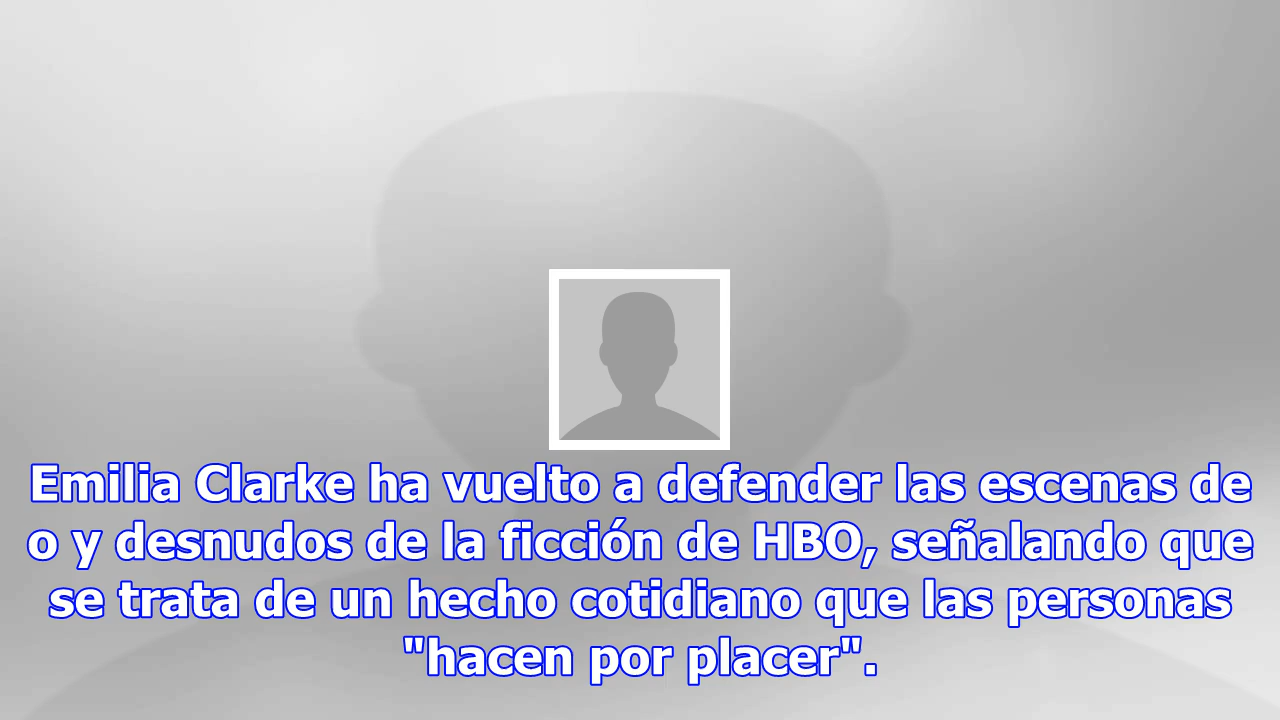 Emilia Clarke ha vuelto a defender las escenas de
o y desnudos de la ficción de HBO, señalando que
se trata de un hecho cotidiano que las personas
"hacen por placer".